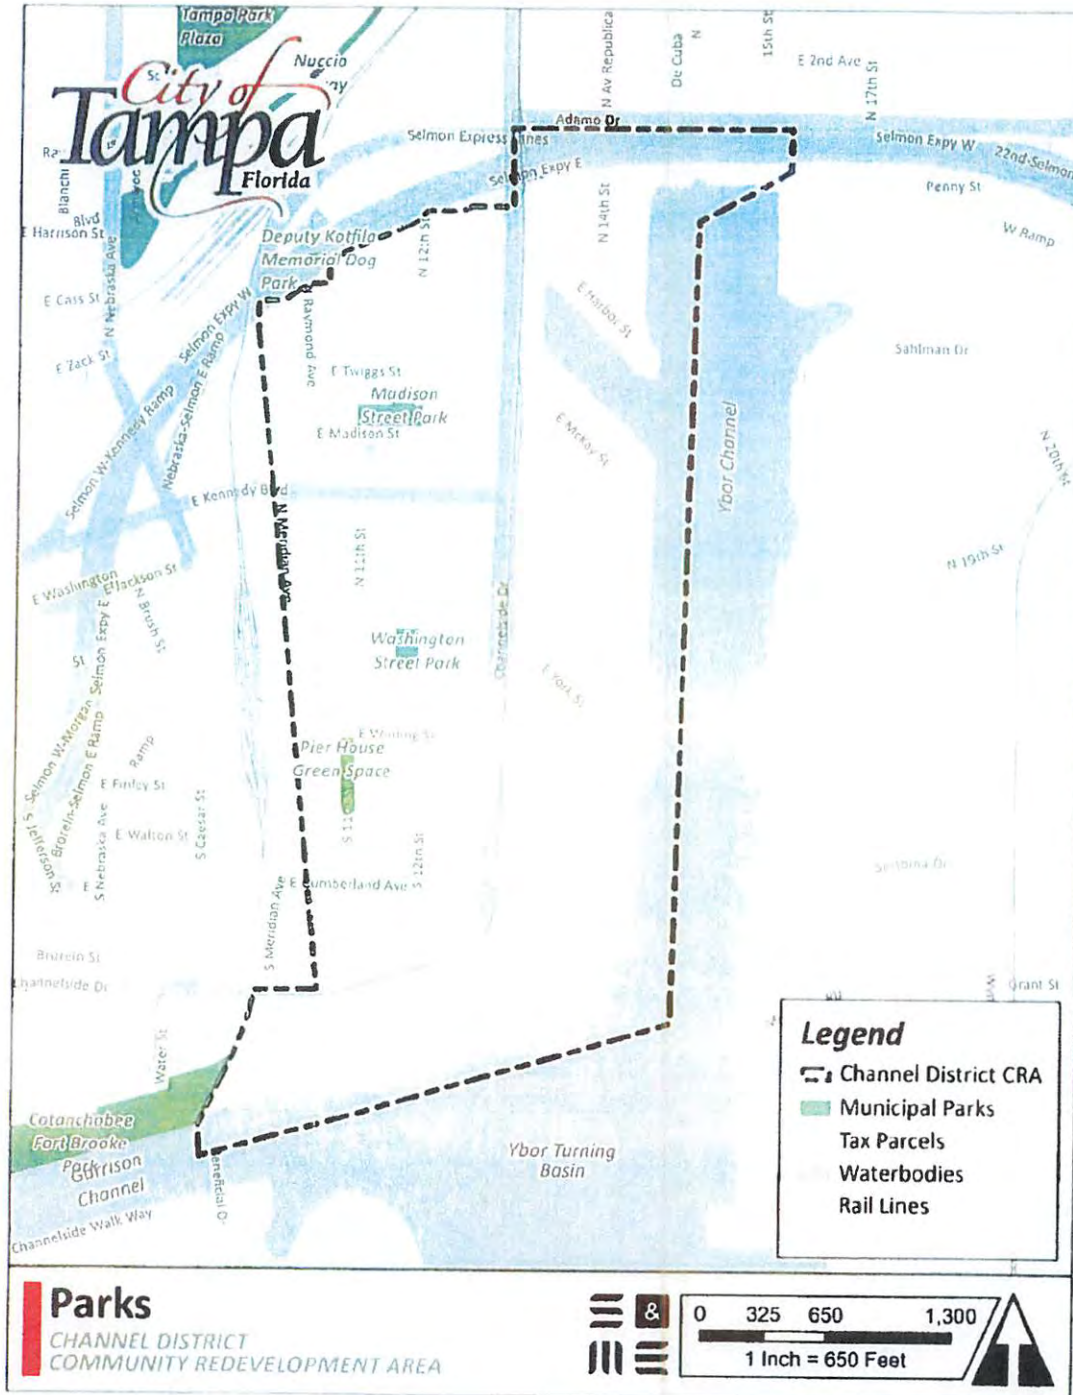 Tampa Park
Plaza
Nuccio
City of
Tampa
Florida
N Av Republica
De Cuba
N
15th St
E 2nd Ave
N 17th St
Adamo Dr
Selmon Expy W
22nd-Selmon
Selmon Expy E
Penny St
W Ramp
N 14th St
N 12th St
Blvd
E Harrison St
N Nebraska Ave
Deputy Kotfila
Memorial Dog
Park
E Cass St
E Zack St
Selmon Expy W
N Raymond Ave
E Harbor St
Sahlman Dr
E Twiggs St
Madison
Street Park
E Madison St
Selmon W-Kennedy Ramp
Nebraska-Selmon E Ramp
E McKay St
Ybor Channel
N 20th St
E Kennedy Blvd
N Meridian Ave
N 11th St
N 19th St
E Washington
St
E Jackson St
N Brush St
Washington
Street Park
Channelside Dr
E York St
Selmon Expy E
Selmon W-Morgan
Brorein-Selmon E Ramp
Ramp
E Whiting St
Pier House
Green Space
E Finley St
E Walton St
S Caesar St
S Nebraska Ave
S Jefferson St
E
S 12th St
E Cumberland Ave
S Meridian Ave
Brorein St
Channelside Dr
Grant St
Water St
Cotanchobee
Fort Brooke
Park
Garrison
Channel
Beneficial Dr
Channelside Walk Way
Ybor Turning
Basin
Legend
Channel District CRA
Municipal Parks
Tax Parcels
Waterbodies
Rail Lines
Parks
CHANNEL DISTRICT
COMMUNITY REDEVELOPMENT AREA
&
0 325 650 1,300
1 Inch = 650 Feet